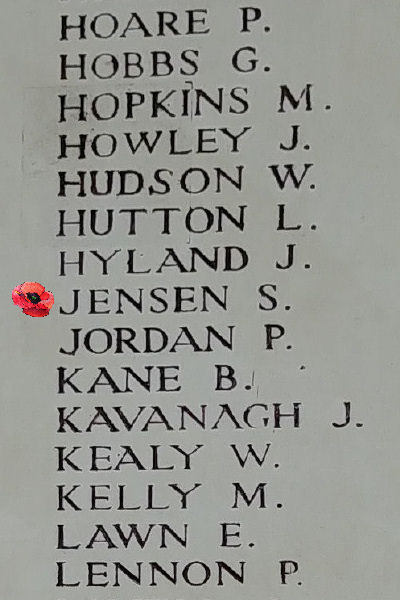 HOARE P.
HOBBS G.
HOPKINS M.
HOWLEY J.
HUDSON W.
HUTTON L.
HYLAND J.
JENSEN S.
JORDAN P.
KANE B.
KAVANAGH J.
KEALY W.
KELLY M.
LAWN E.
LENNON P.